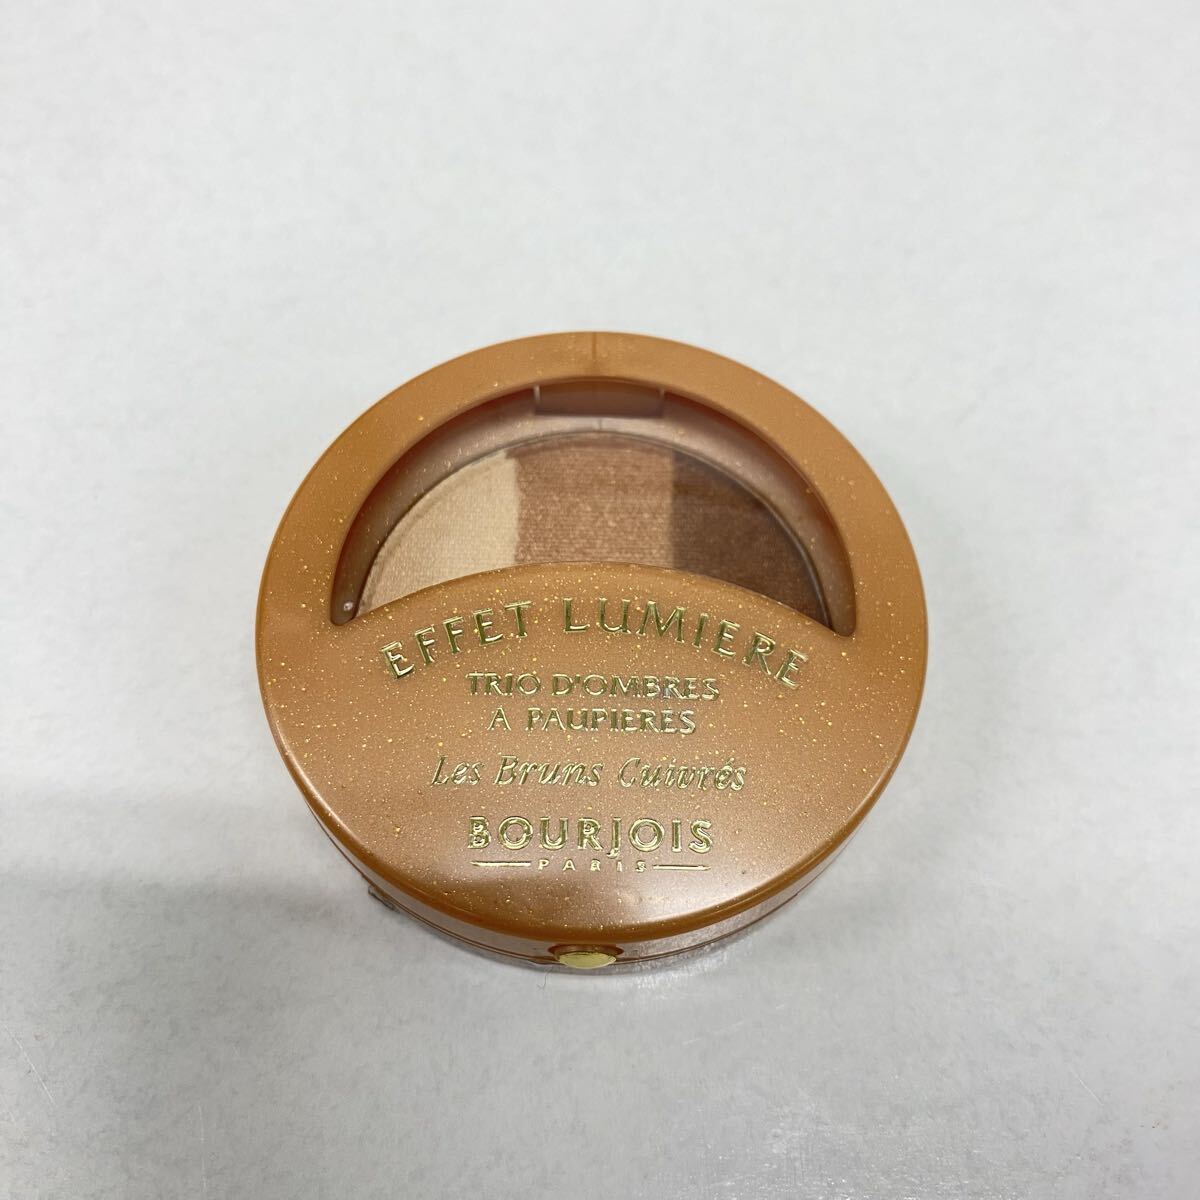 EFFET LUMIERE
TRIO D'OMBRES
A PAUPIERES
Les Bruns Cuivrés
BOURJOIS
PARIS